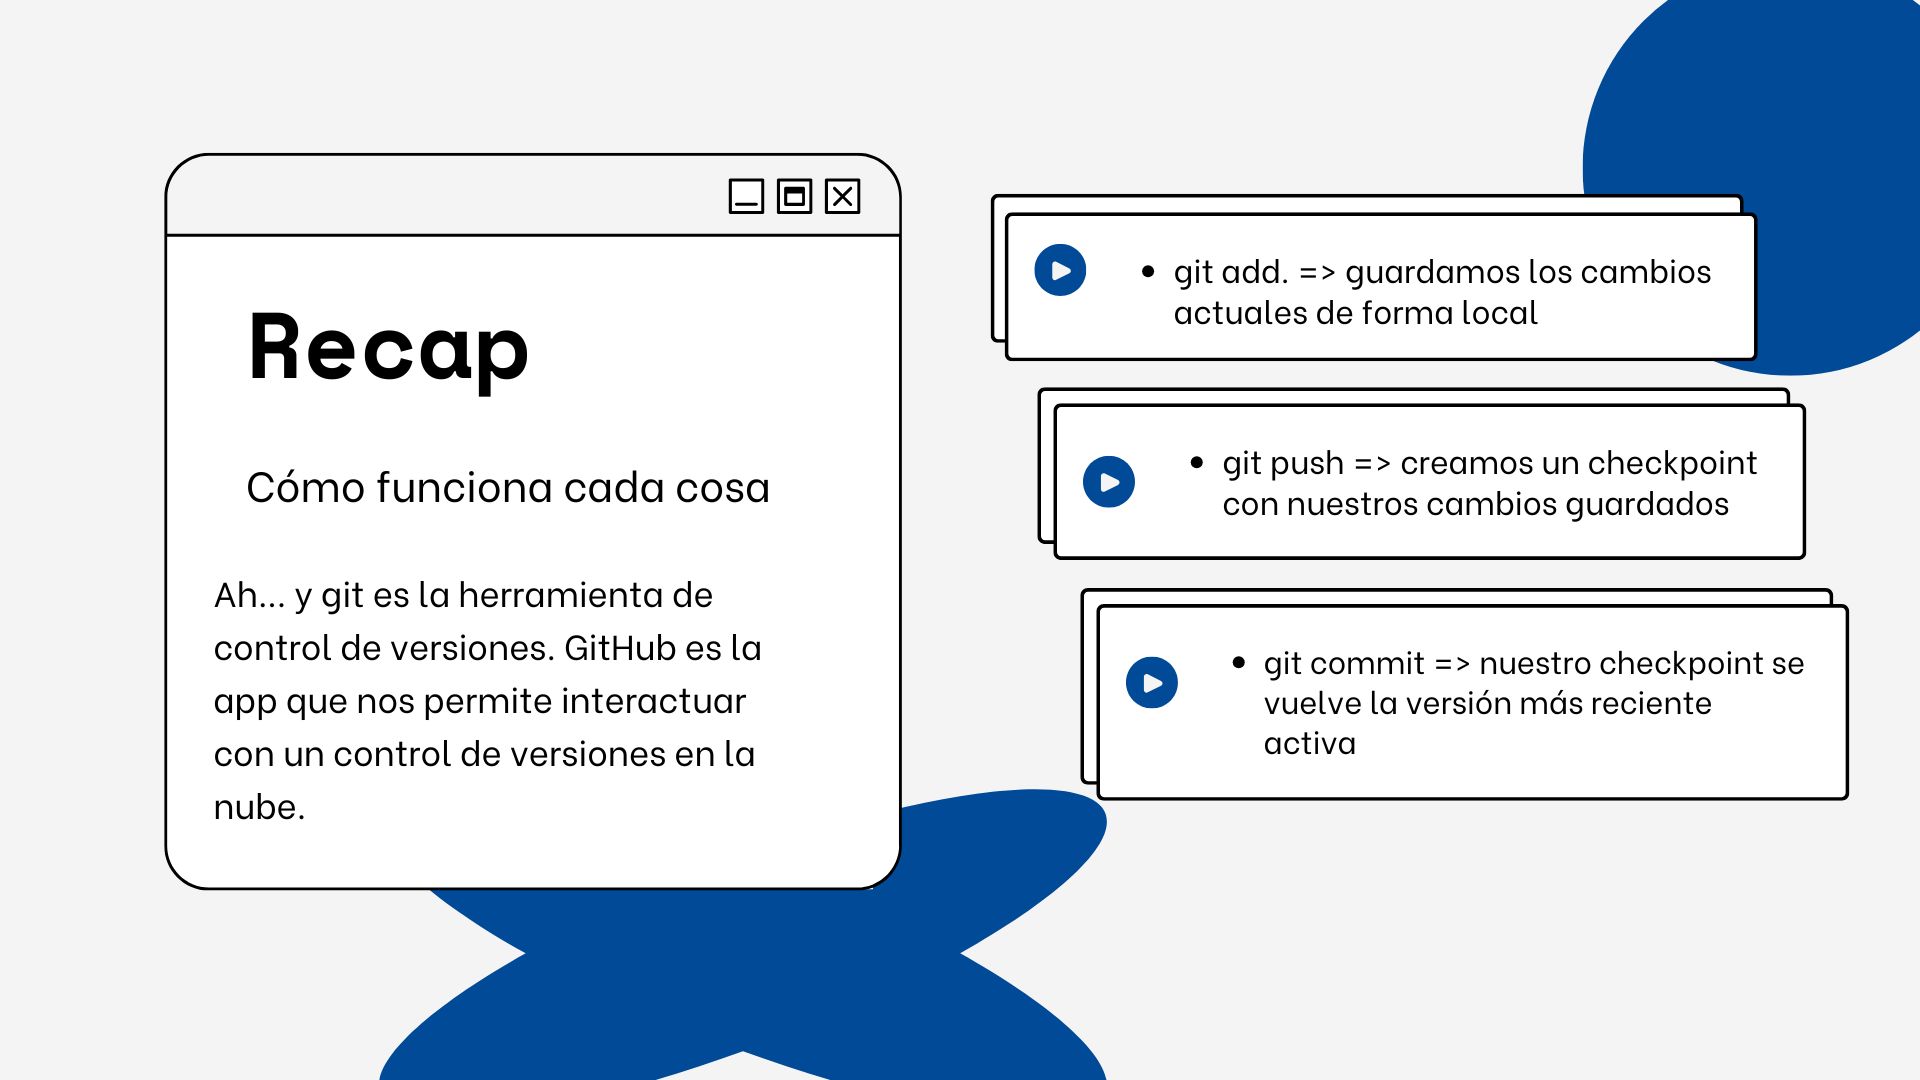 Recap
Cómo funciona cada cosa
Ah... y git es la herramienta de
control de versiones. GitHub es la
app que nos permite interactuar
con un control de versiones en la
nube.
• git add. => guardamos los cambios
actuales de forma local
• git push => creamos un checkpoint
con nuestros cambios guardados
• git commit => nuestro checkpoint se
vuelve la versión más reciente
activa